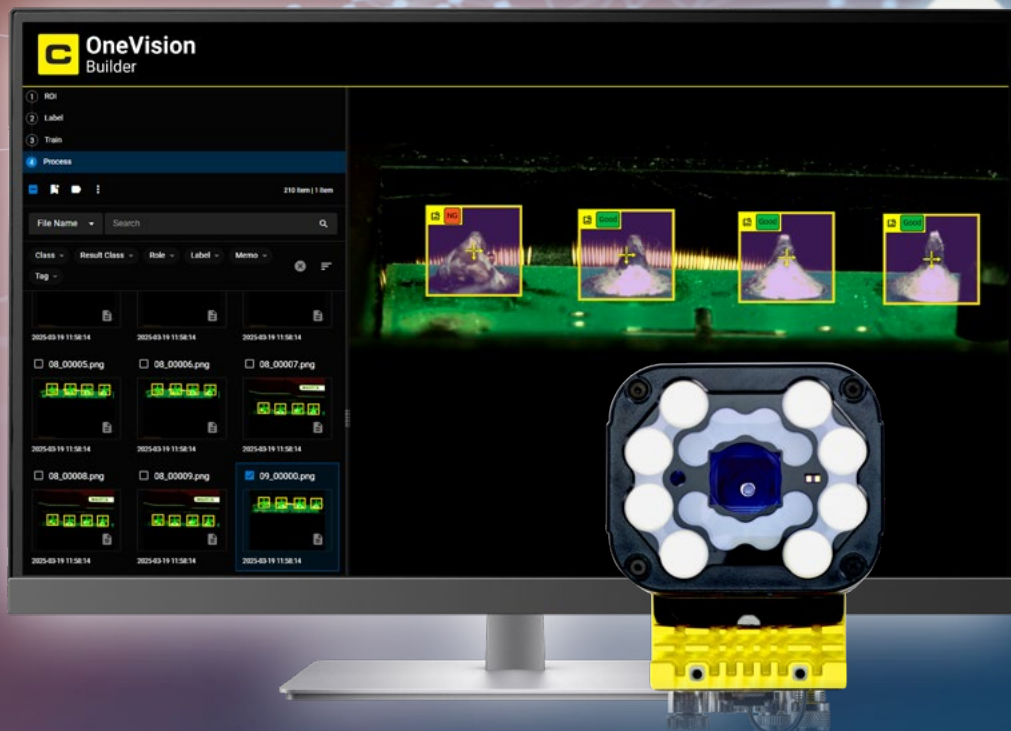 C OneVision
Builder
1 ROI
2 Label
3 Train
4 Process
210 item | 1 item
File Name Search
Class Result Class Role Label Memo
Tag
2025-03-19 11:58:14 2025-03-19 11:58:14 2025-03-19 11:58:14
08_00005.png 08_00006.png 08_00007.png
2025-03-19 11:58:14 2025-03-19 11:58:14 2025-03-19 11:58:14
08_00008.png 08_00009.png 09_00000.png
2025-03-19 11:58:14 2025-03-19 11:58:14 2025-03-19 11:58:14
NG Good Good Good